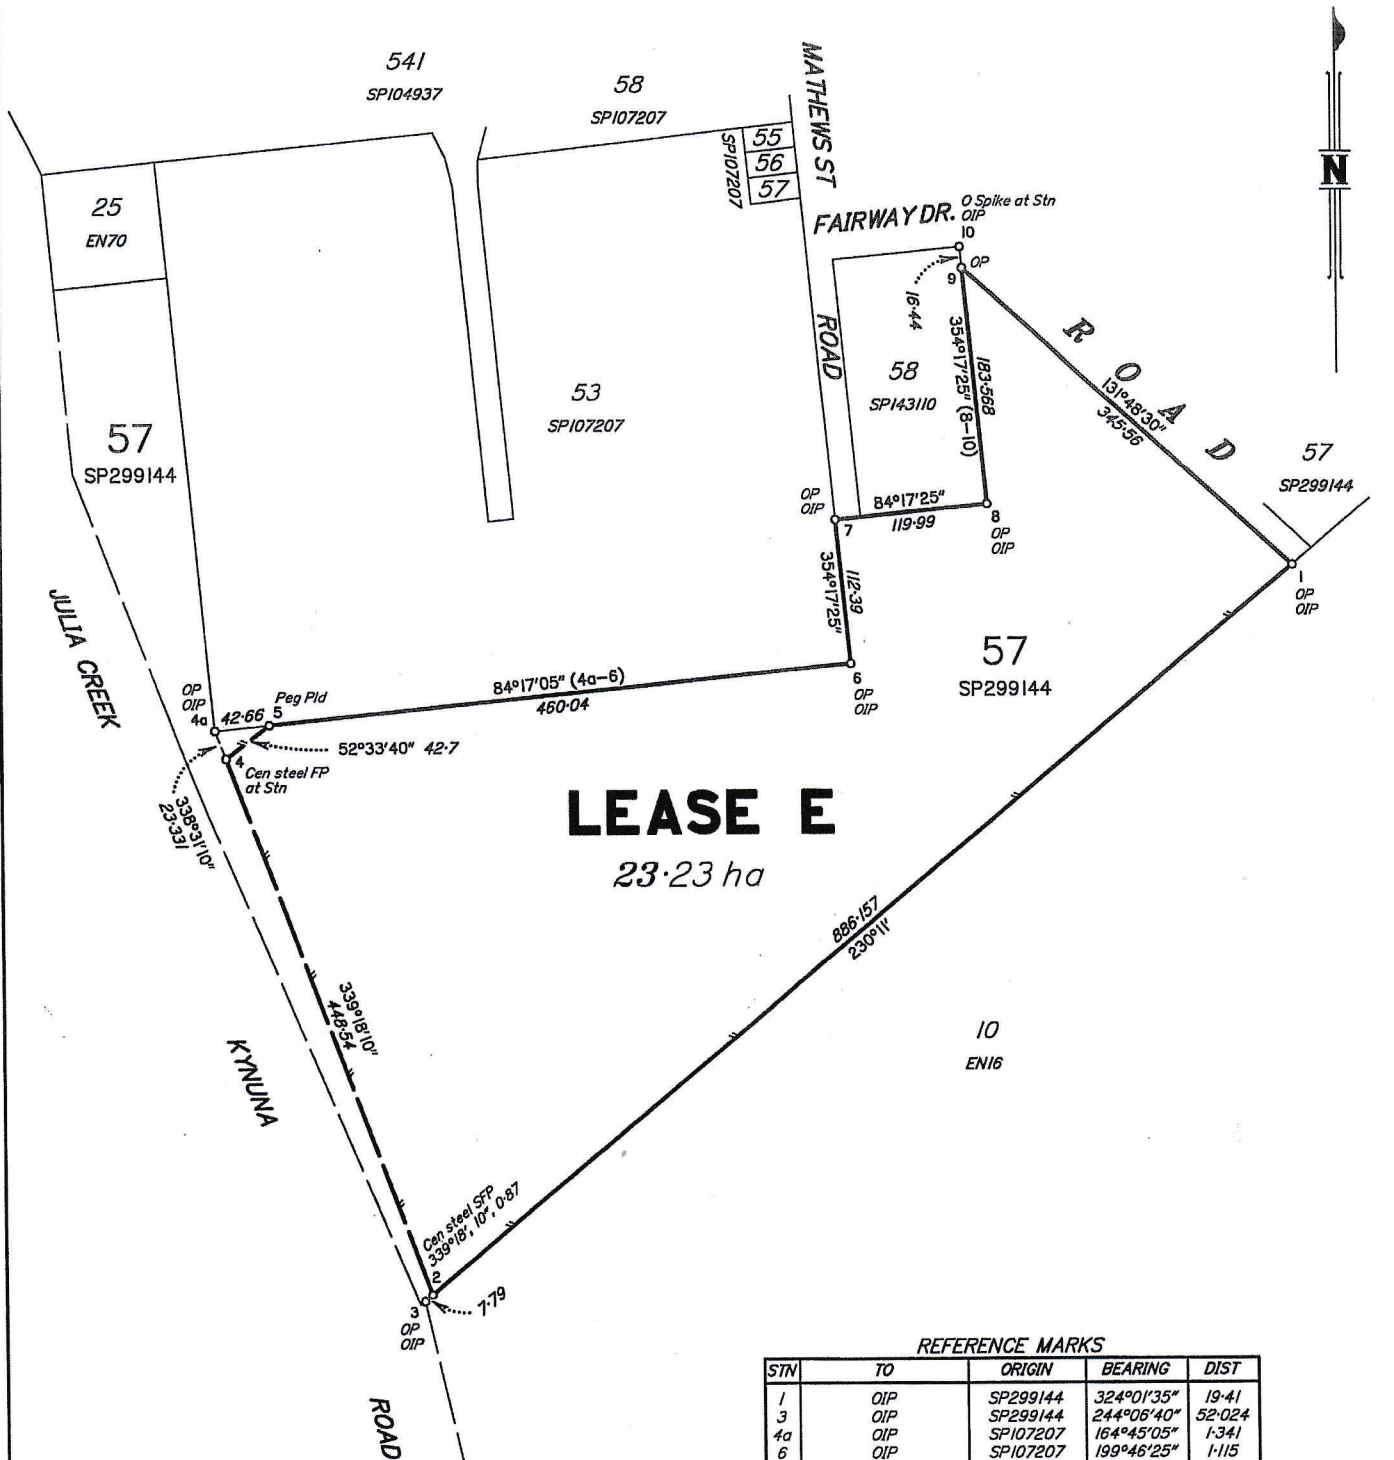 541
SP104937
58
SP107207
MATHEWS ST
55
56
57
SP107207
N
25
EN70
FAIRWAY DR.
O Spike at Stn
OIP
10
OP
9
16·44
ROAD
354°17'25" (8-10)
183·568
ROAD
131°48'30"
345·56
58
SP143110
53
SP107207
57
SP299144
57
SP299144
OP
OIP
7
84°17'25"
119·99
8
OP
OIP
354°17'25"
112·39
1
OP
OIP
57
SP299144
JULIA CREEK
OP
OIP
4a
42·66
Peg Pld
5
84°17'05" (4a-6)
460·04
6
OP
OIP
52°33'40" 42·7
4
Cen steel FP
at Stn
338°31'10"
23·331
LEASE E
23·23 ha
886·157
230°11'
339°18'10"
448·54
KYNUNA
10
EN16
Cen steel SFP
339°18', 10", 0·87
2
7·79
3
OP
OIP
ROAD
REFERENCE MARKS
STN TO ORIGIN BEARING DIST
1 OIP SP299144 324°01'35" 19·41
3 OIP SP299144 244°06'40" 52·024
4a OIP SP107207 164°45'05" 1·341
6 OIP SP107207 199°46'25" 1·115